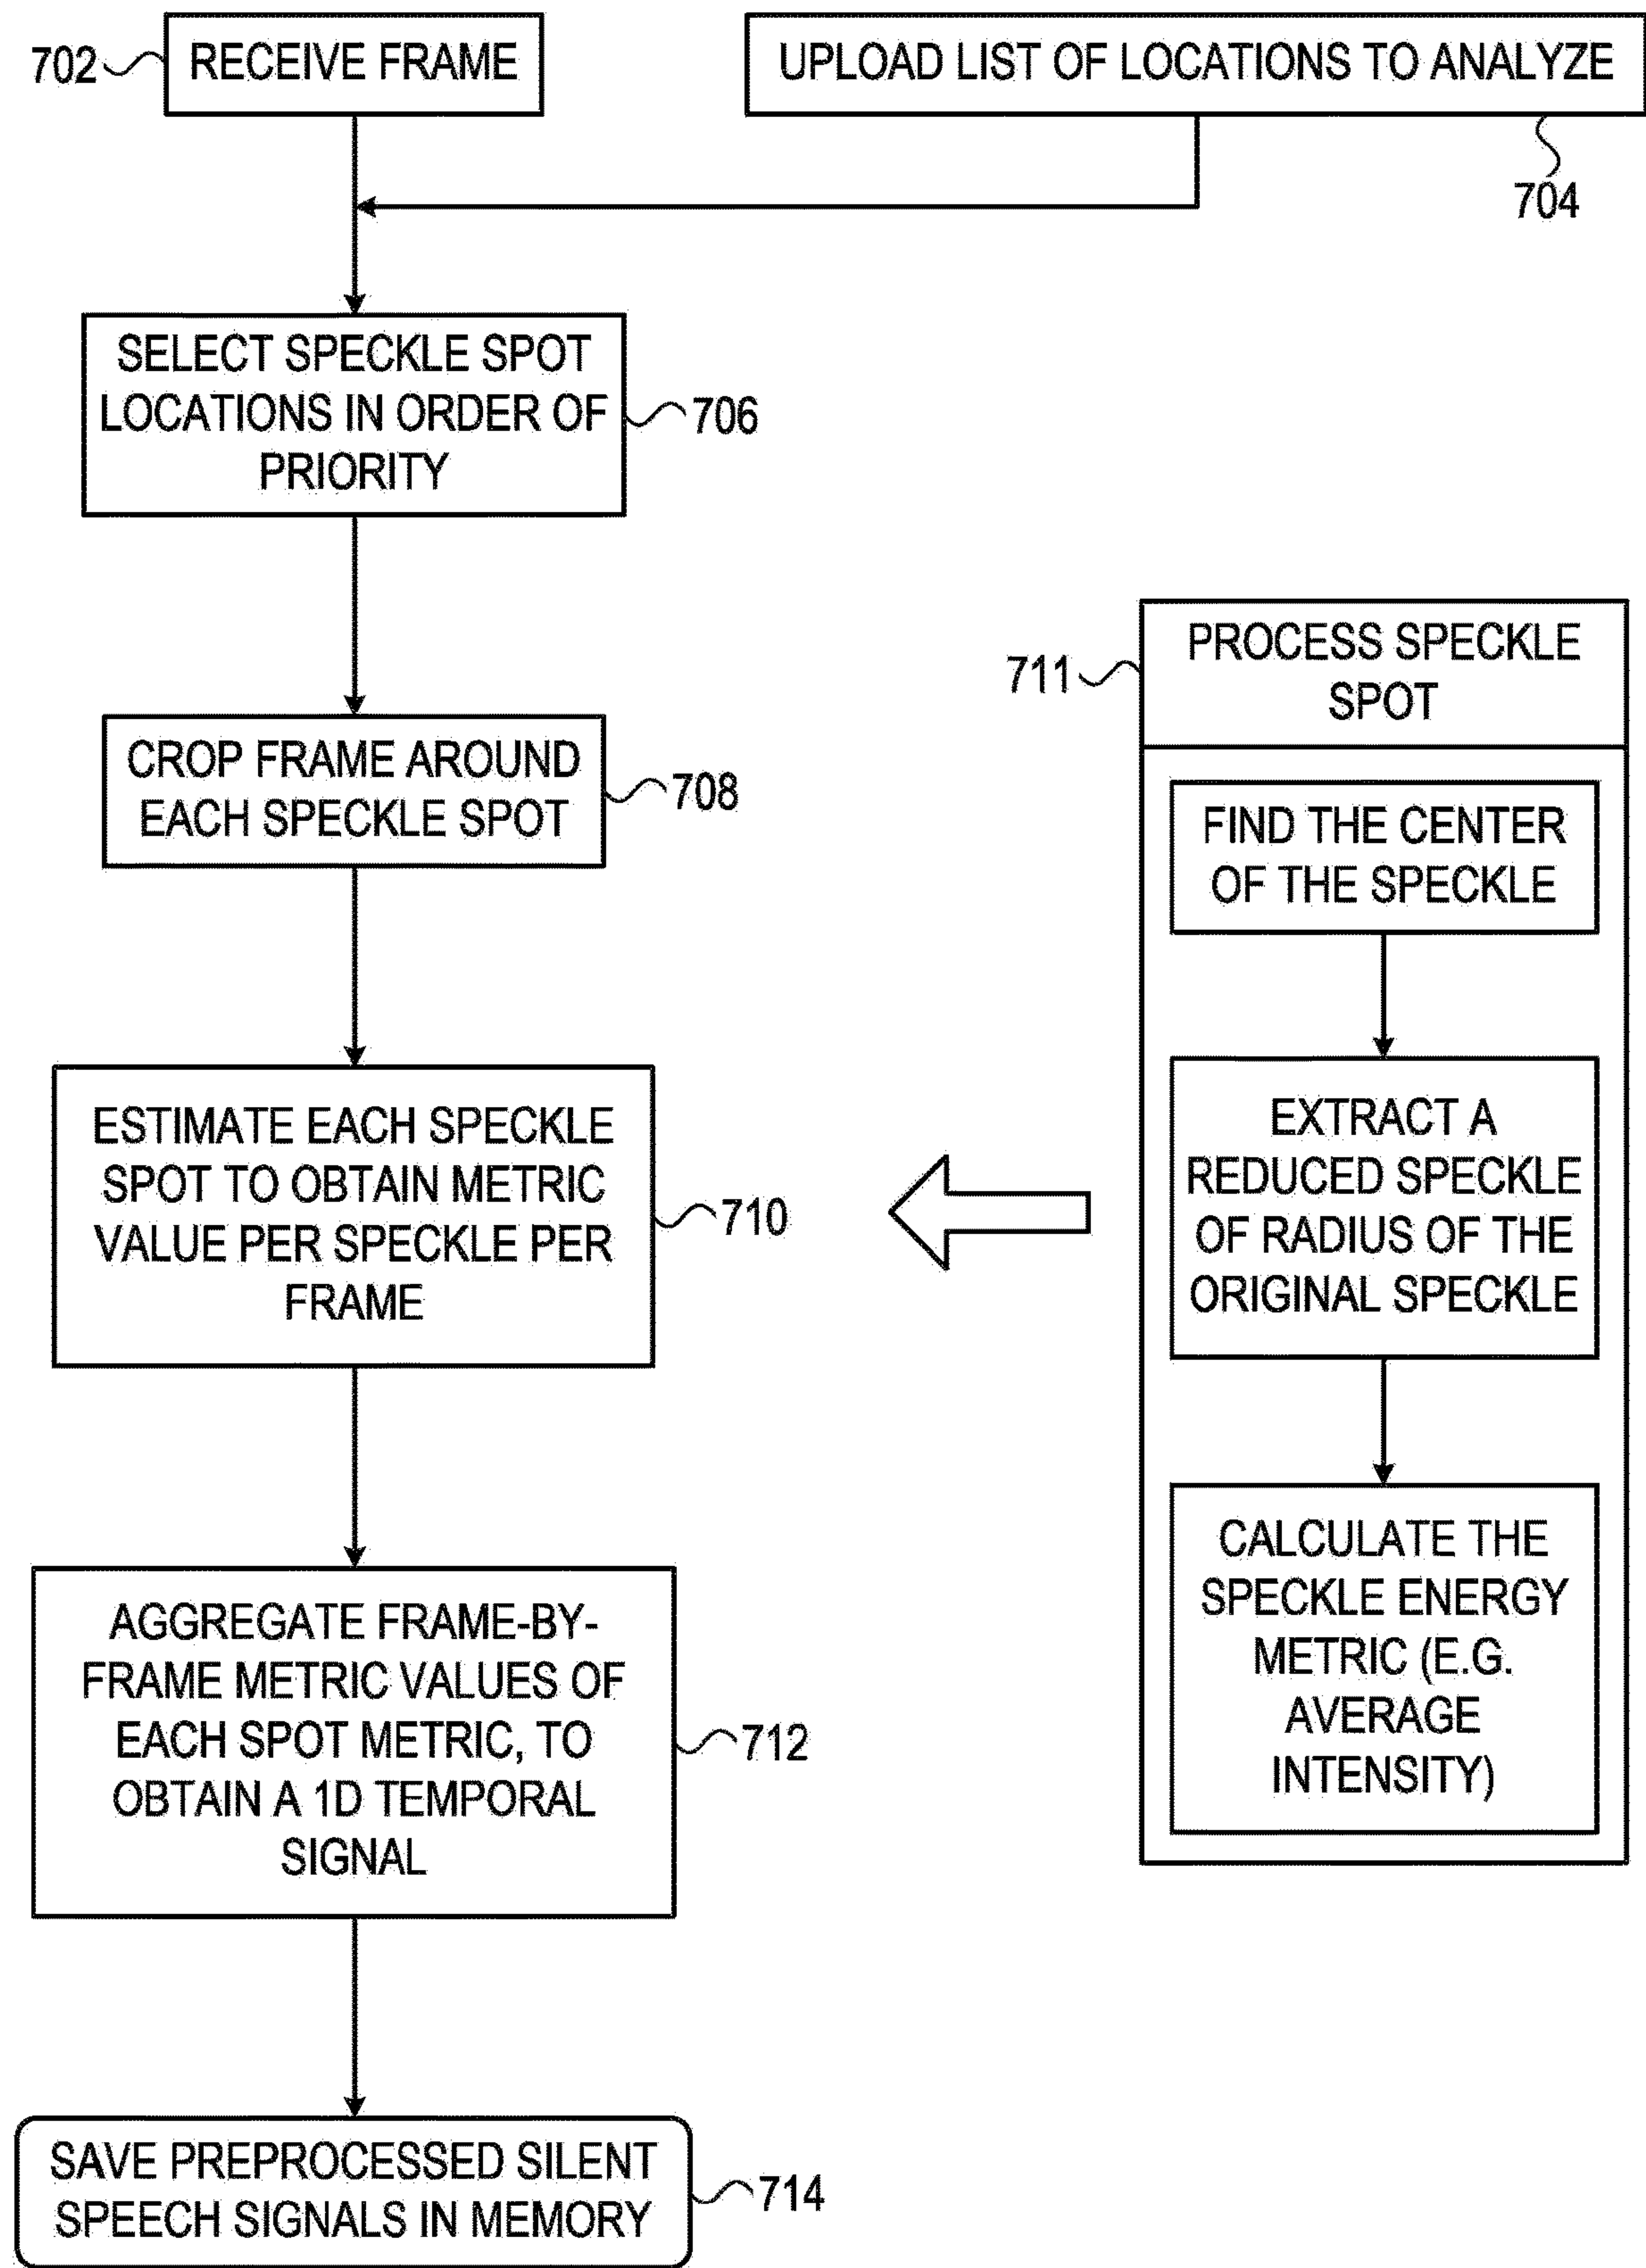 702
RECEIVE FRAME
UPLOAD LIST OF LOCATIONS TO ANALYZE
704
SELECT SPECKLE SPOT
LOCATIONS IN ORDER OF
PRIORITY
706
CROP FRAME AROUND
EACH SPECKLE SPOT
708
ESTIMATE EACH SPECKLE
SPOT TO OBTAIN METRIC
VALUE PER SPECKLE PER
FRAME
710
711
PROCESS SPECKLE
SPOT
FIND THE CENTER
OF THE SPECKLE
EXTRACT A
REDUCED SPECKLE
OF RADIUS OF THE
ORIGINAL SPECKLE
CALCULATE THE
SPECKLE ENERGY
METRIC (E.G.
AVERAGE
INTENSITY)
AGGREGATE FRAME-BY-
FRAME METRIC VALUES OF
EACH SPOT METRIC, TO
OBTAIN A 1D TEMPORAL
SIGNAL
712
SAVE PREPROCESSED SILENT
SPEECH SIGNALS IN MEMORY
714